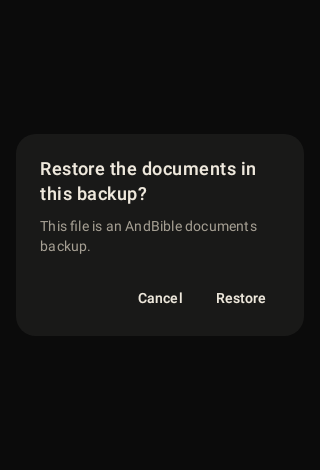 Restore the documents in
this backup?
This file is an AndBible documents
backup.
Cancel
Restore